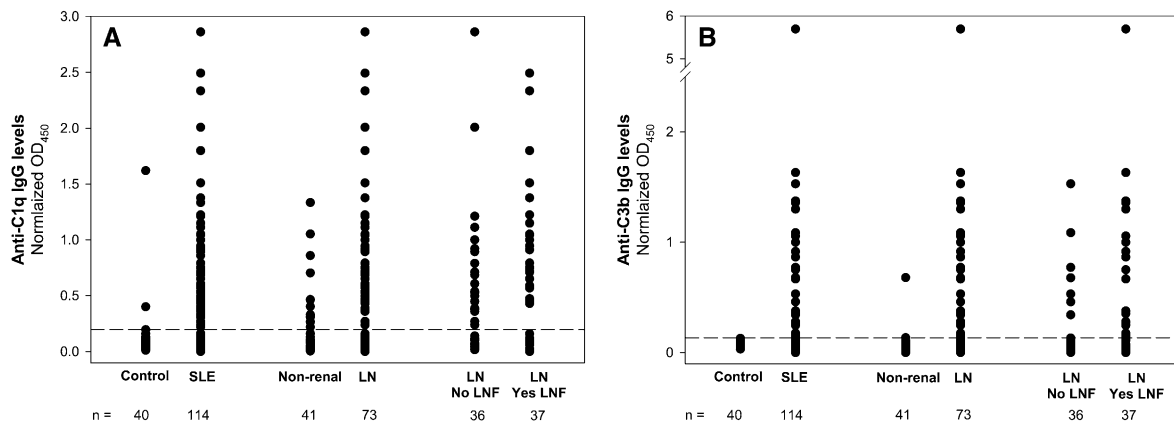 A
Anti-C1q IgG levels
Normlaized OD450
3.0
2.5
2.0
1.5
1.0
0.5
0.0
Control SLE Non-renal LN LN LN
No LNF Yes LNF
n = 40 114 41 73 36 37
B
Anti-C3b IgG levels
Normlaized OD450
6
5
2
1
0
Control SLE Non-renal LN LN LN
No LNF Yes LNF
n = 40 114 41 73 36 37